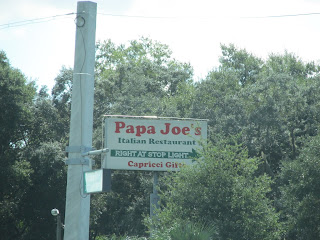 Papa Joe's
Italian Restaurant
RIGHT AT STOP LIGHT
Capricci Gifts